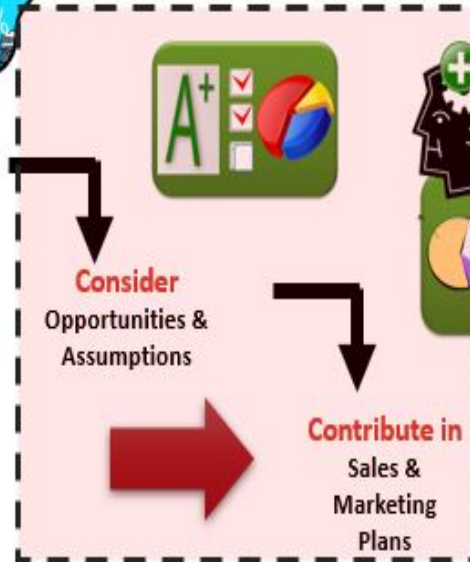 A+
Consider
Opportunities &
Assumptions
Contribute in
Sales &
Marketing
Plans